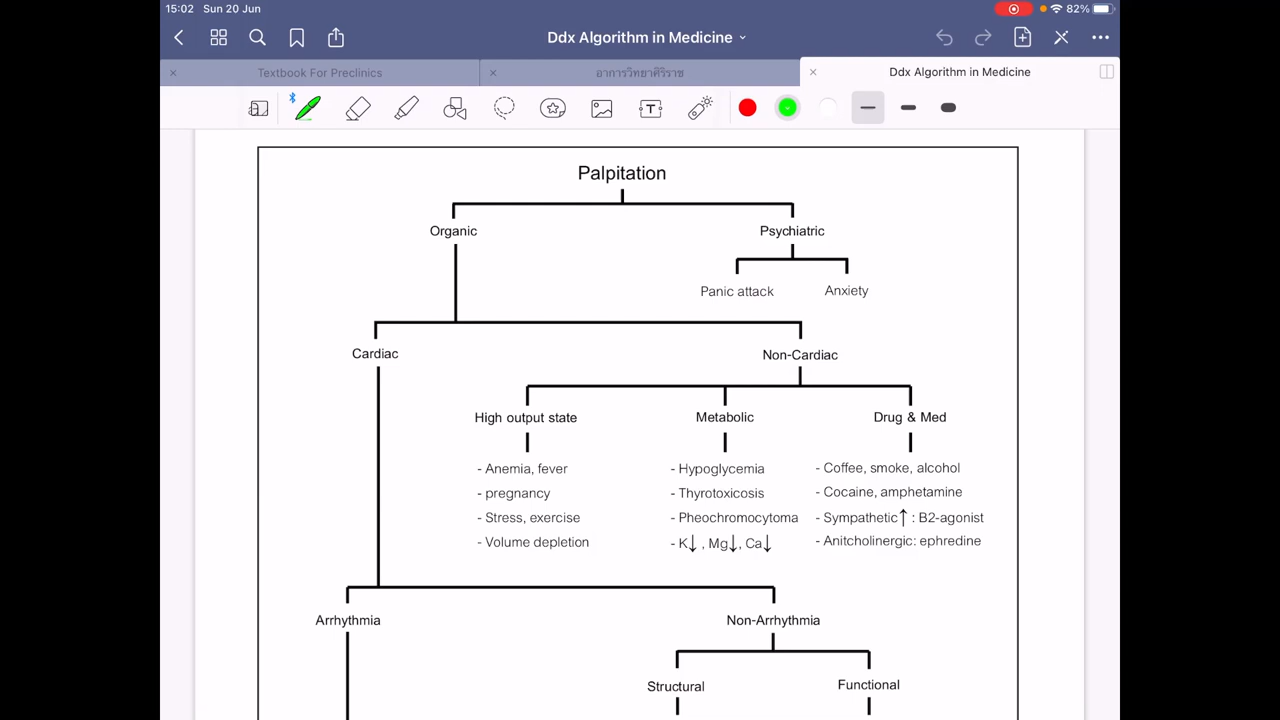 15:02 Sun 20 Jun 82%
Ddx Algorithm in Medicine
Textbook For Preclinics
อาการวิทยาศิริราช
Ddx Algorithm in Medicine
T
Palpitation
Organic Psychiatric
Panic attack Anxiety
Cardiac Non-Cardiac
High output state Metabolic Drug & Med
- Anemia, fever
- pregnancy
- Stress, exercise
- Volume depletion
- Hypoglycemia
- Thyrotoxicosis
- Pheochromocytoma
- K↓ , Mg↓, Ca↓
- Coffee, smoke, alcohol
- Cocaine, amphetamine
- Sympathetic↑ : B2-agonist
- Anitcholinergic: ephredine
Arrhythmia Non-Arrhythmia
Structural Functional